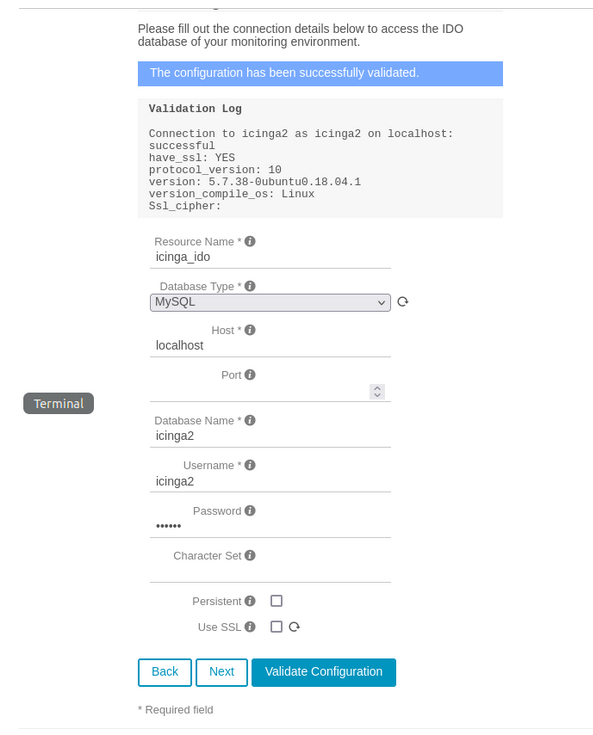 Please fill out the connection details below to access the IDO
database of your monitoring environment.
The configuration has been successfully validated.
Validation Log
Connection to icinga2 as icinga2 on localhost:
successful
have_ssl: YES
protocol_version: 10
version: 5.7.38-0ubuntu0.18.04.1
version_compile_os: Linux
Ssl_cipher:
Resource Name *
icinga_ido
Database Type *
MySQL
Host *
localhost
Port
Terminal
Database Name *
icinga2
Username *
icinga2
Password
••••••
Character Set
Persistent
Use SSL
Back Next Validate Configuration
* Required field